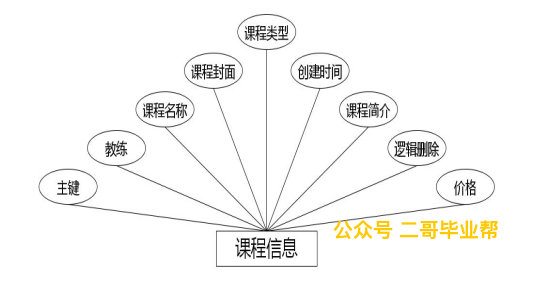 课程类型
课程封面
创建时间
课程名称
课程简介
教练
逻辑删除
主键
价格
公众号 二哥毕业帮
课程信息